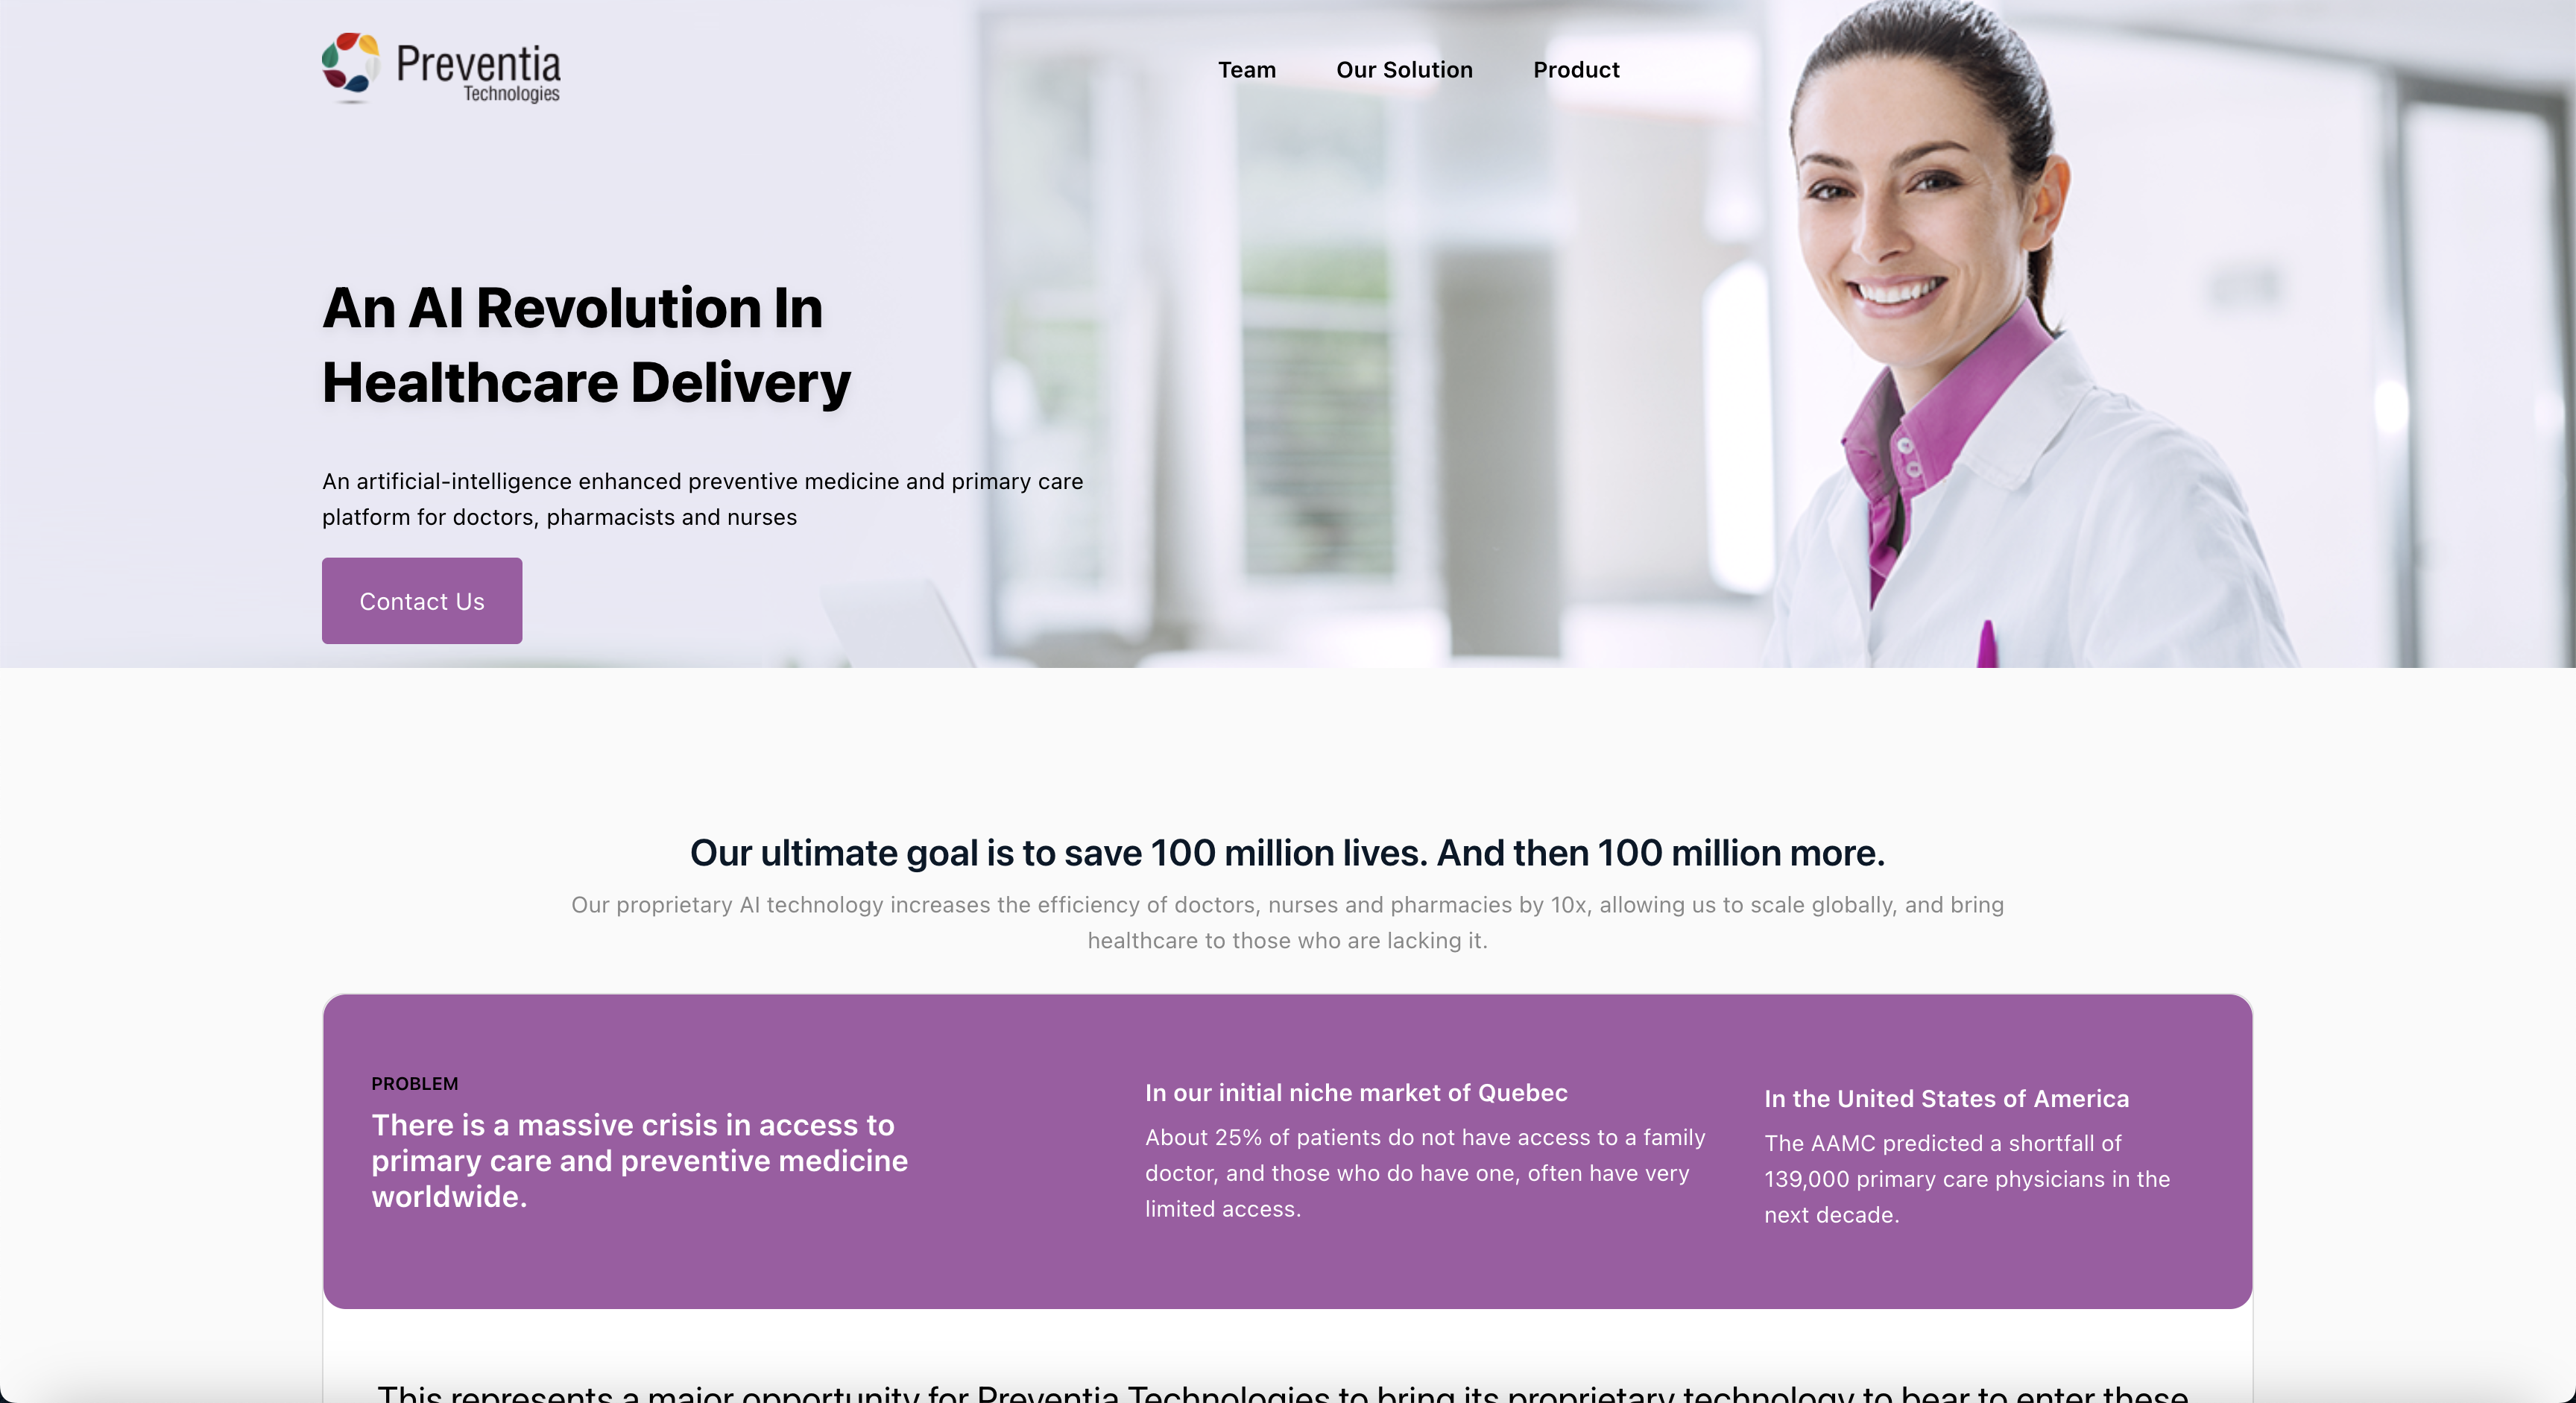 Preventia
Technologies
Team
Our Solution
Product
An AI Revolution In
Healthcare Delivery
An artificial-intelligence enhanced preventive medicine and primary care
platform for doctors, pharmacists and nurses
Contact Us
Our ultimate goal is to save 100 million lives. And then 100 million more.
Our proprietary AI technology increases the efficiency of doctors, nurses and pharmacies by 10x, allowing us to scale globally, and bring
healthcare to those who are lacking it.
PROBLEM
There is a massive crisis in access to
primary care and preventive medicine
worldwide.
In our initial niche market of Quebec
About 25% of patients do not have access to a family
doctor, and those who do have one, often have very
limited access.
In the United States of America
The AAMC predicted a shortfall of
139,000 primary care physicians in the
next decade.
This represents a major opportunity for Preventia Technologies to bring its proprietary technology to bear to enter these